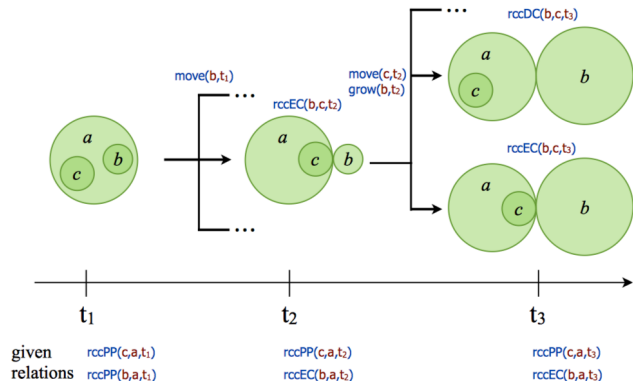 rccDC(b,c,t3)
move(b,t1)
move(c,t2)
grow(b,t2)
rccEC(b,c,t2)
a
b
c
a
b
c
a
c
b
rccEC(b,c,t3)
a
c
b
t1
t2
t3
given
relations
rccPP(c,a,t1)
rccPP(b,a,t1)
rccPP(c,a,t2)
rccEC(b,a,t2)
rccPP(c,a,t3)
rccEC(b,a,t3)